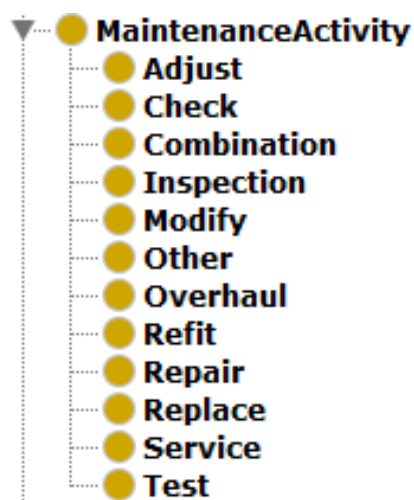 MaintenanceActivity
Adjust
Check
Combination
Inspection
Modify
Other
Overhaul
Refit
Repair
Replace
Service
Test